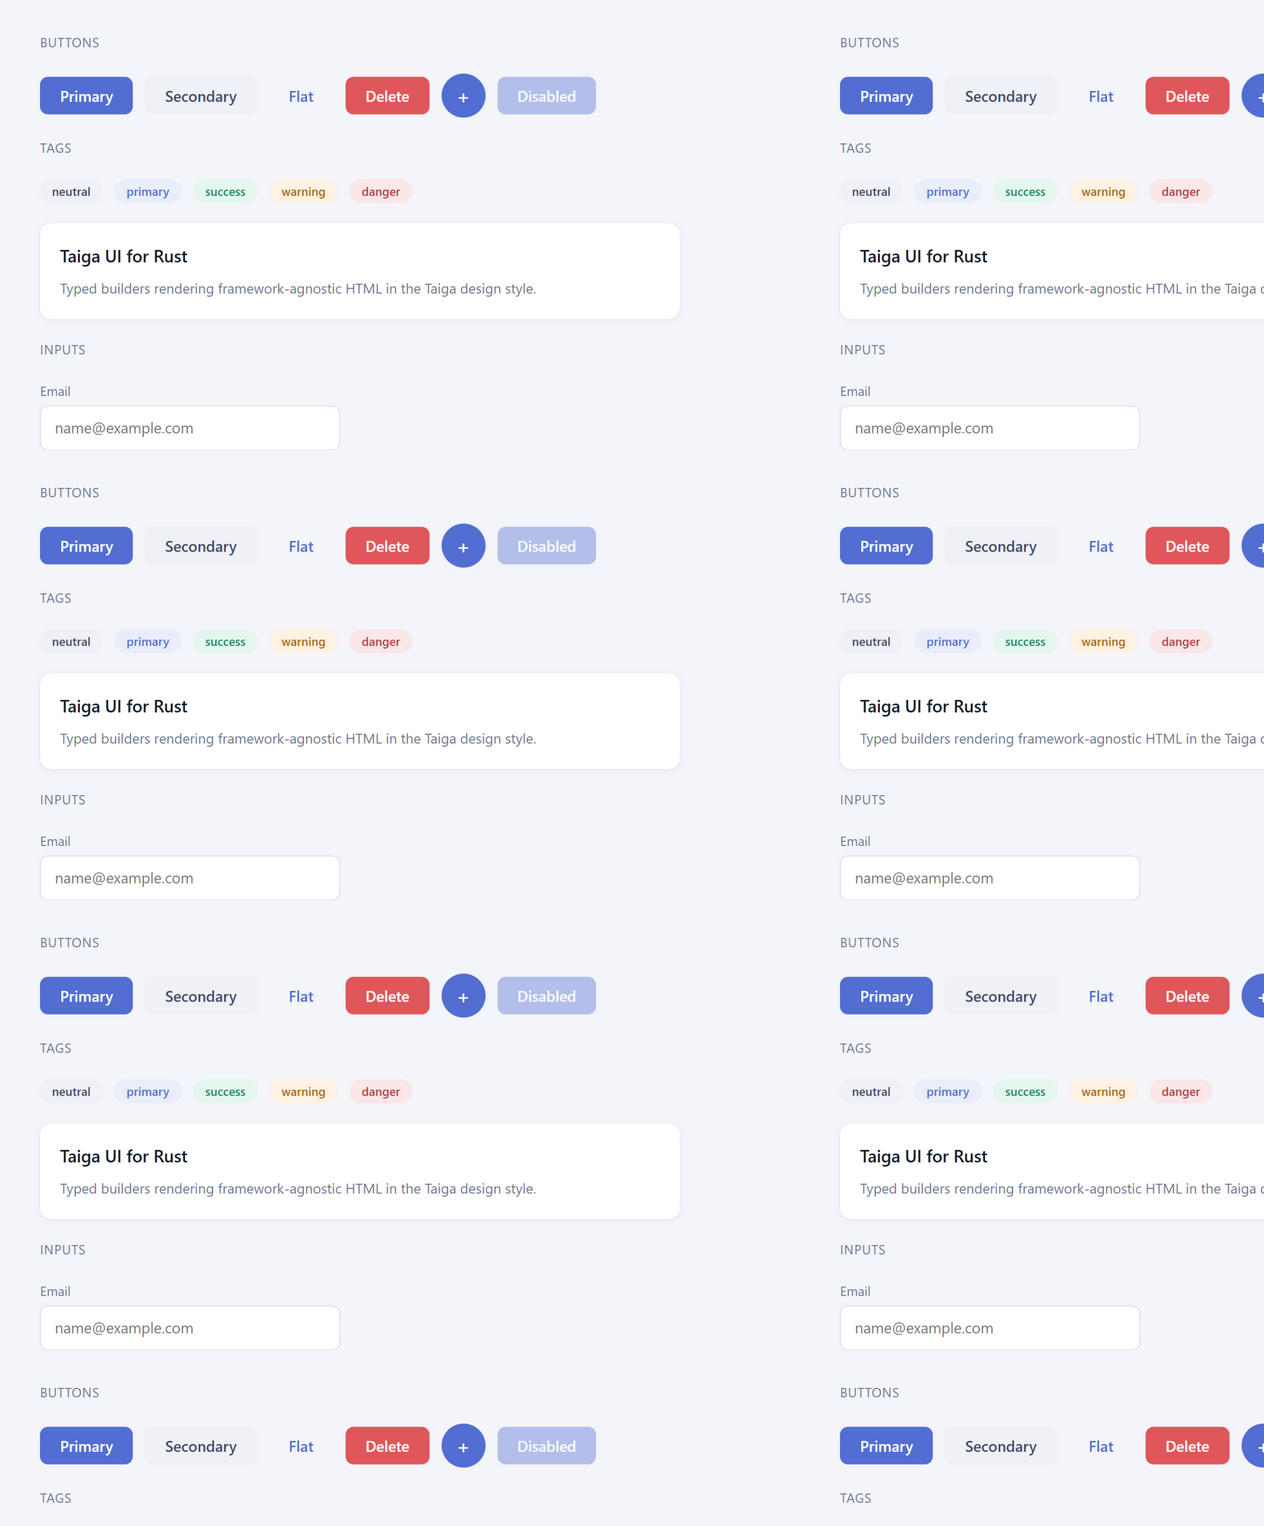 BUTTONS
Primary Secondary Flat Delete + Disabled
TAGS
neutral primary success warning danger
Taiga UI for Rust
Typed builders rendering framework-agnostic HTML in the Taiga design style.
INPUTS
Email
name@example.com
BUTTONS
Primary Secondary Flat Delete + Disabled
TAGS
neutral primary success warning danger
Taiga UI for Rust
Typed builders rendering framework-agnostic HTML in the Taiga design style.
INPUTS
Email
name@example.com
BUTTONS
Primary Secondary Flat Delete + Disabled
TAGS
neutral primary success warning danger
Taiga UI for Rust
Typed builders rendering framework-agnostic HTML in the Taiga design style.
INPUTS
Email
name@example.com
BUTTONS
Primary Secondary Flat Delete + Disabled
TAGS
BUTTONS
Primary Secondary Flat Delete +
TAGS
neutral primary success warning danger
Taiga UI for Rust
Typed builders rendering framework-agnostic HTML in the Taiga
INPUTS
Email
name@example.com
BUTTONS
Primary Secondary Flat Delete +
TAGS
neutral primary success warning danger
Taiga UI for Rust
Typed builders rendering framework-agnostic HTML in the Taiga
INPUTS
Email
name@example.com
BUTTONS
Primary Secondary Flat Delete +
TAGS
neutral primary success warning danger
Taiga UI for Rust
Typed builders rendering framework-agnostic HTML in the Taiga
INPUTS
Email
name@example.com
BUTTONS
Primary Secondary Flat Delete +
TAGS